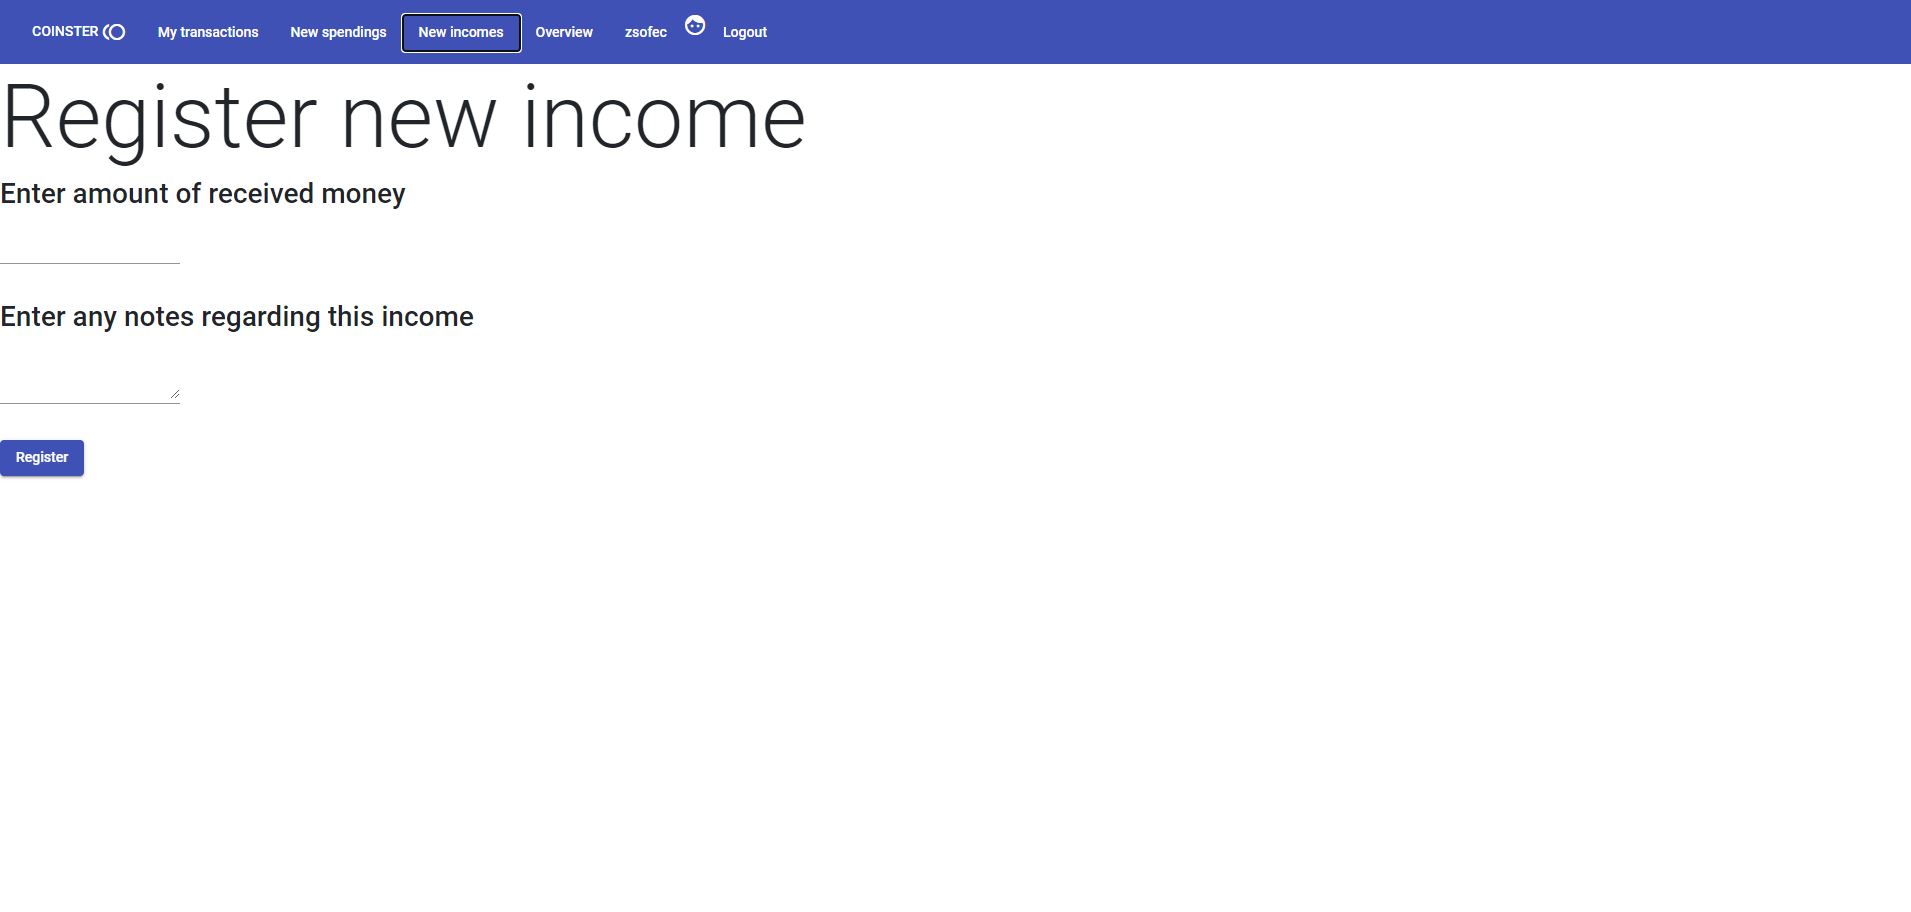 COINSTER My transactions New spendings New incomes Overview zsofec Logout
Register new income
Enter amount of received money
Enter any notes regarding this income
Register